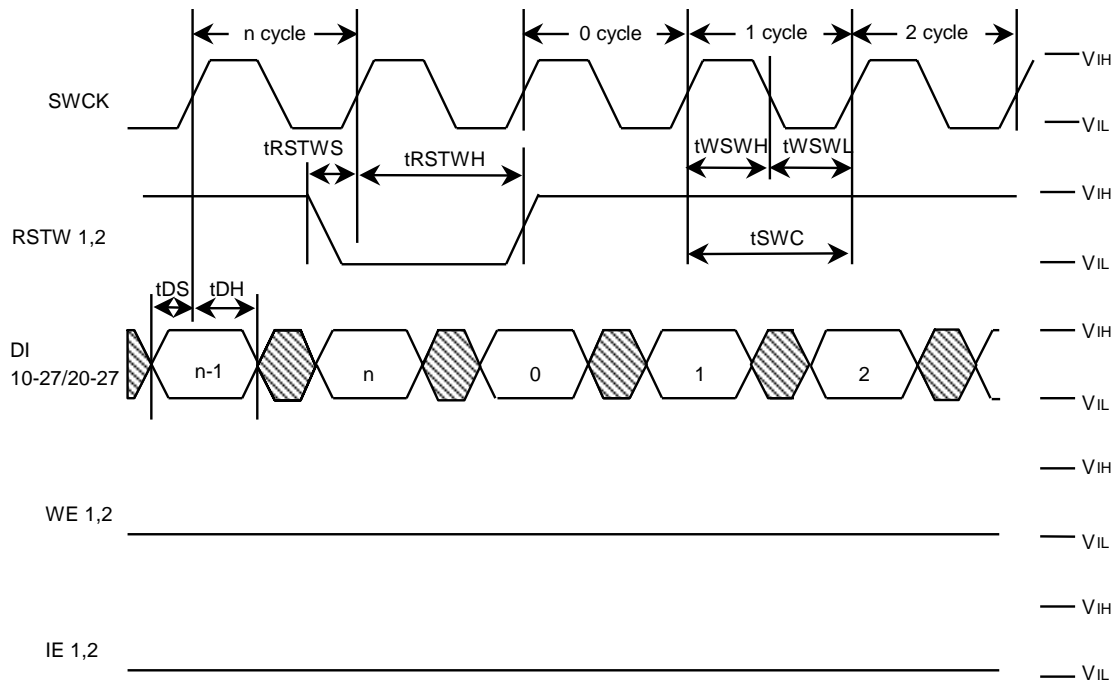 n cycle
0 cycle
1 cycle
2 cycle
SWCK
VIH
VIL
tRSTWS
tRSTWH
tWSWH
tWSWL
RSTW 1,2
tSWC
VIH
VIL
tDS
tDH
DI
10-27/20-27
n-1
n
0
1
2
VIH
VIL
WE 1,2
VIH
VIL
IE 1,2
VIH
VIL